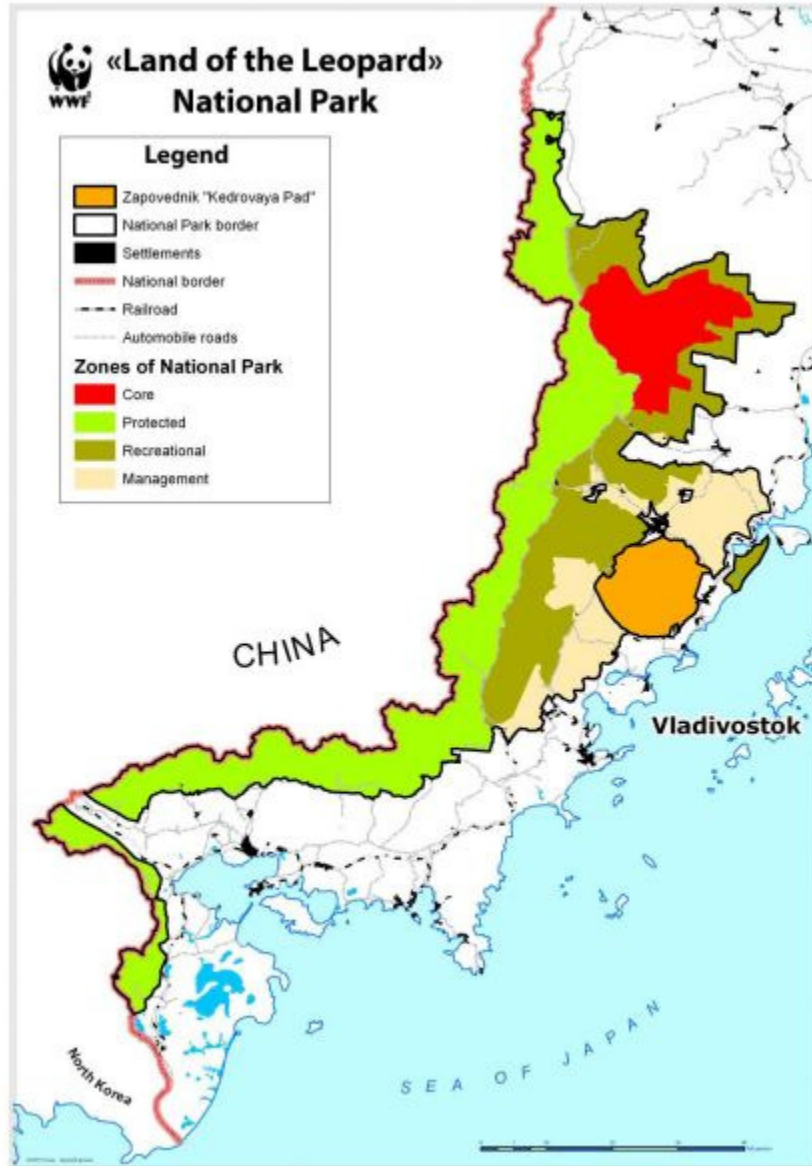 «Land of the Leopard»
National Park
WWF
Legend
Zapovednik "Kedrovaya Pad"
National Park border
Settlements
National border
Railroad
Automobile roads
Zones of National Park
Core
Protected
Recreational
Management
CHINA
Vladivostok
SEA OF JAPAN
North Korea